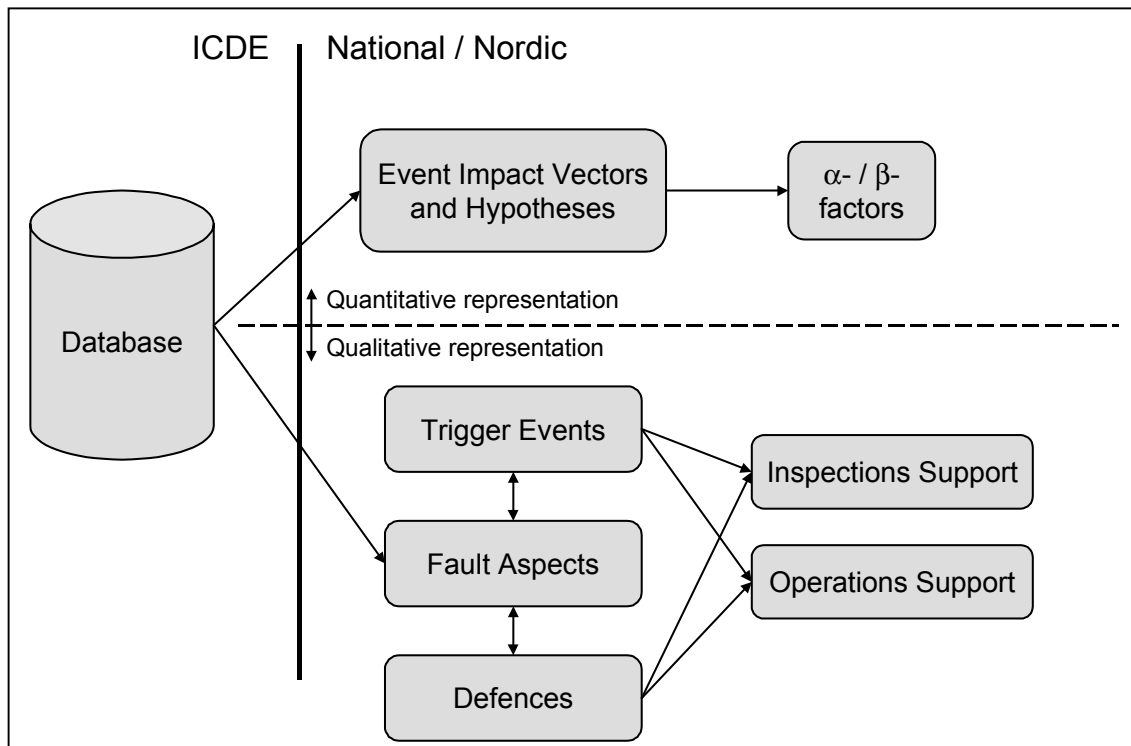 ICDE
National / Nordic
Event Impact Vectors
and Hypotheses
α- / β-
factors
Quantitative representation
Qualitative representation
Database
Trigger Events
Inspections Support
Fault Aspects
Operations Support
Defences